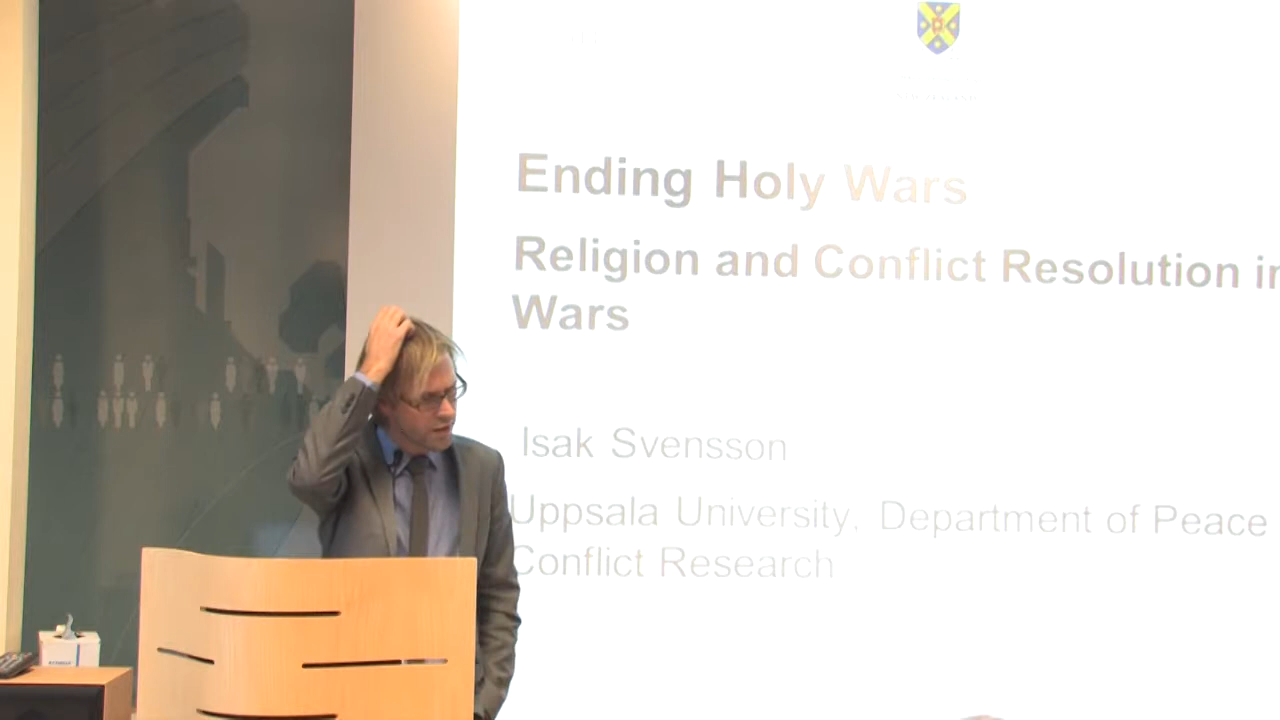 Ending Holy Wars
Religion and Conflict Resolution in
Wars
Isak Svensson
Uppsala University, Department of Peace
Conflict Research